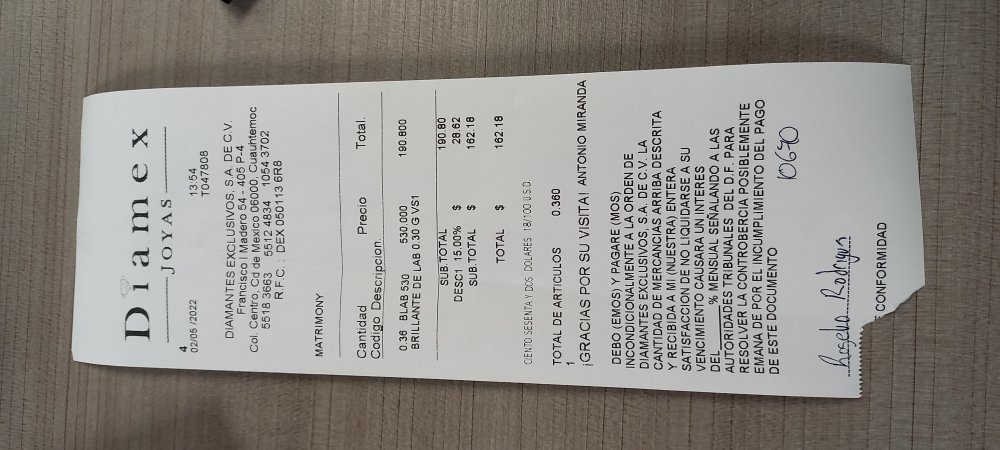 Diamex
JOYAS
4
02/05 /2022 13.54
T047808
DIAMANTES EXCLUSIVOS, S.A. DE C.V.
Francisco I Madero 54 - 405 P-4
Col. Centro, Cd de Mexico 06000, Cuauhtemoc
5518 3663 5512 4834 1054 3702
R.F.C. : DEX 050113 6R8
MATRIMONY
Cantidad Precio Total.
Codigo Descripcion.
0.36 BLAB 530 530.000 190.800
BRILLANTE DE LAB 0.30 G VS1
SUB.TOTAL 190.80
DESC1 15.00% $ 28.62
SUB.TOTAL $ 162.18
TOTAL $ 162.18
CIENTO SESENTA Y DOS DOLARES 18/100 U.S.D
TOTAL DE ARTICULOS 0.360
1
¡GRACIAS POR SU VISITA! ANTONIO MIRANDA
DEBO (EMOS) Y PAGARE (MOS)
INCONDICIONALMENTE A LA ORDEN DE
DIAMANTES EXCLUSIVOS, S.A. DE C.V. LA
CANTIDAD DE MERCANCIAS ARRIBA DESCRITA
Y RECIBIDA A MI (NUESTRA) ENTERA
SATISFACCION DE NO LIQUIDARSE A SU
VENCIMIENTO CAUSARA UN INTERES
DEL % MENSUAL SEÑALANDO A LAS
AUTORIDADES TRIBUNALES DEL D.F. PARA
RESOLVER LA CONTROBERCIA POSIBLEMENTE
EMANA DE POR EL INCUMPLIMIENTO DEL PAGO
DE ESTE DOCUMENTO
10670
Rogelio Rodriguez
CONFORMIDAD